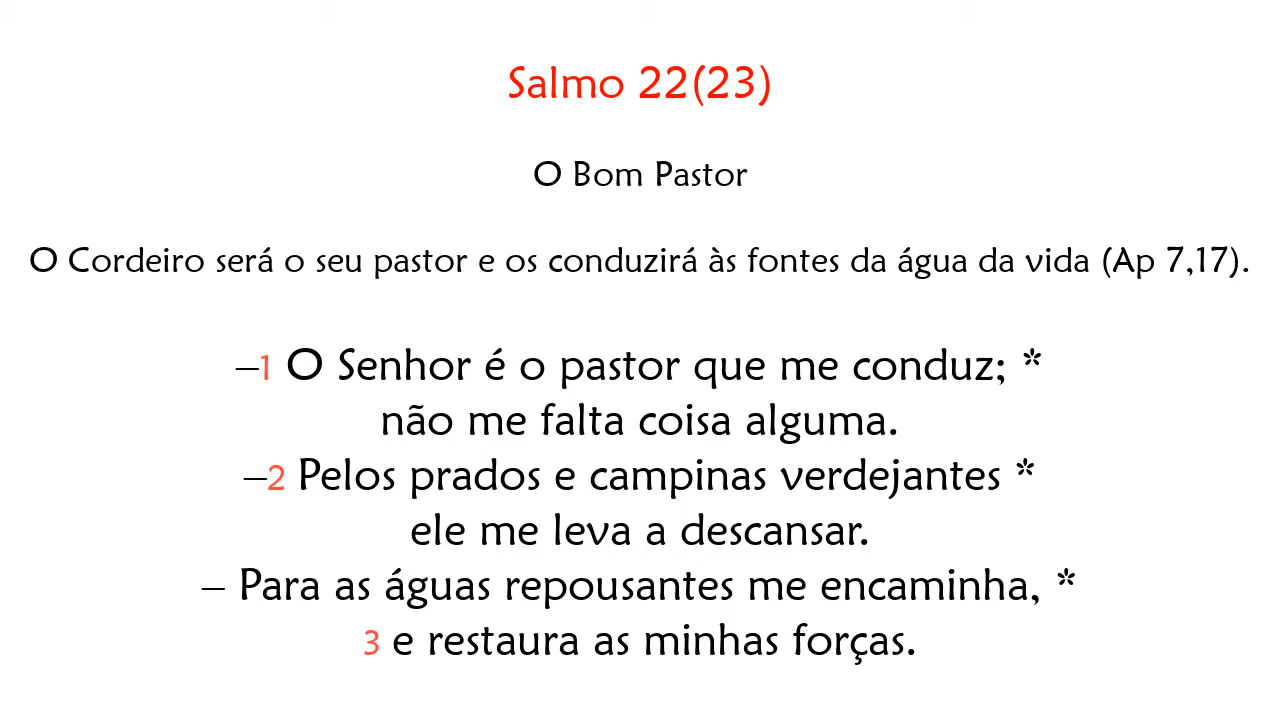 Salmo 22(23)
O Bom Pastor
O Cordeiro será o seu pastor e os conduzirá às fontes da água da vida (Ap 7,17).
–1 O Senhor é o pastor que me conduz; *
não me falta coisa alguma.
–2 Pelos prados e campinas verdejantes *
ele me leva a descansar.
– Para as águas repousantes me encaminha, *
3 e restaura as minhas forças.